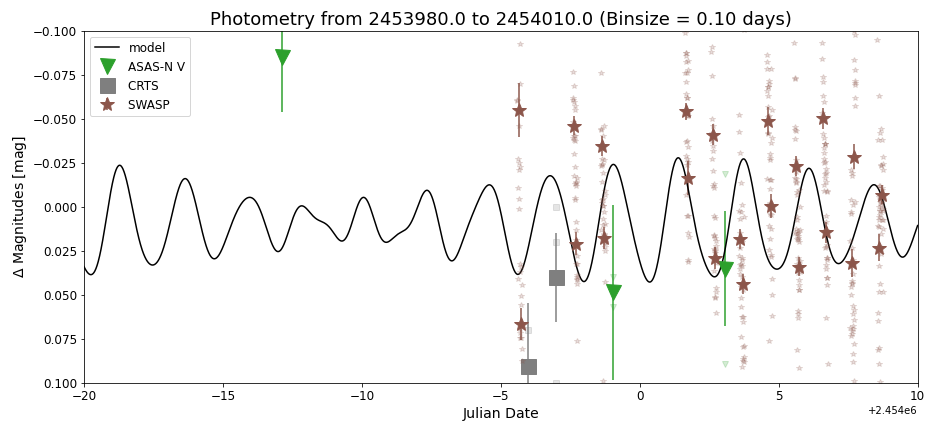 Photometry from 2453980.0 to 2454010.0 (Binsize = 0.10 days)
model
ASAS-N V
CRTS
SWASP
Δ Magnitudes [mag]
−0.100
−0.075
−0.050
−0.025
0.000
0.025
0.050
0.075
0.100
−20
−15
−10
−5
0
5
10
Julian Date
+2.454e6